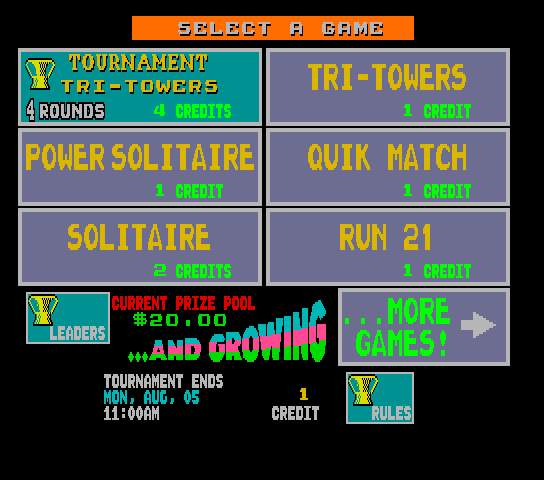 SELECT A GAME
TOURNAMENT
TRI-TOWERS
4 ROUNDS
4 CREDITS
TRI-TOWERS
1 CREDIT
POWER SOLITAIRE
1 CREDIT
QUIK MATCH
1 CREDIT
SOLITAIRE
2 CREDITS
RUN 21
1 CREDIT
LEADERS
CURRENT PRIZE POOL
$20.00
...AND GROWING
...MORE
GAMES!
TOURNAMENT ENDS
MON, AUG, 05
11:00AM
1
CREDIT
RULES